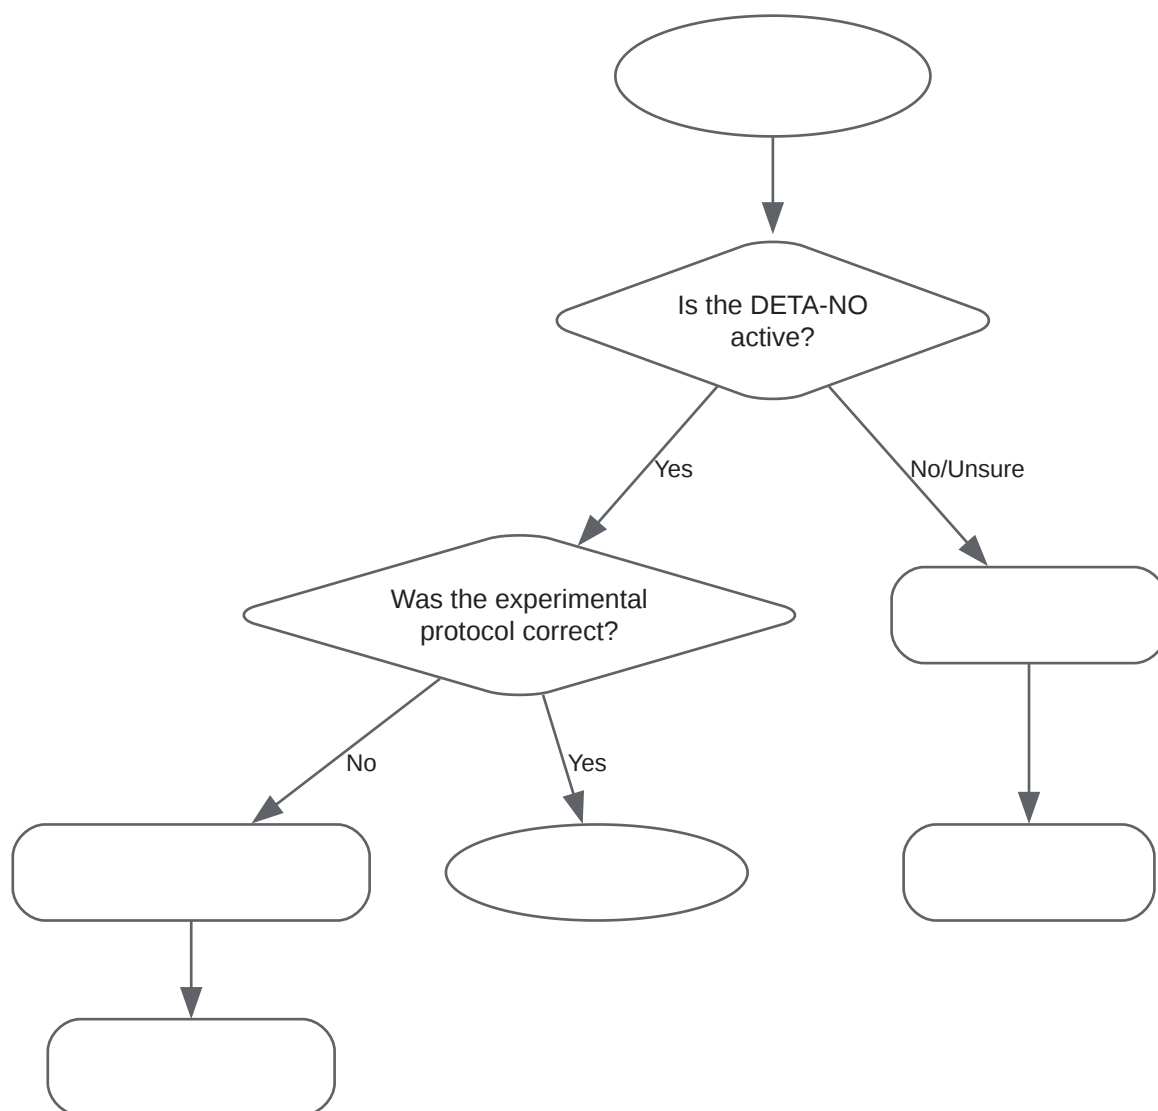 Is the DETA-NO
active?
Yes
No/Unsure
Was the experimental
protocol correct?
No
Yes